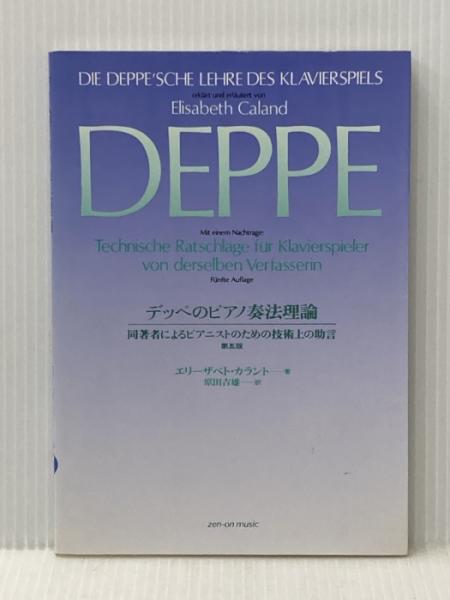 DIE DEPPE'SCHE LEHRE DES KLAVIERSPIELS
erklärt und erläutert von
Elisabeth Caland
DEPPE
Mit einem Nachtrage:
Technische Ratschläge für Klavierspieler
von derselben Verfasserin
Fünfte Auflage
デッペのピアノ奏法理論
同著者によるピアニストのための技術上の助言
第五版
エリーザベト・カラント—著
原田吉雄—訳
zen-on music